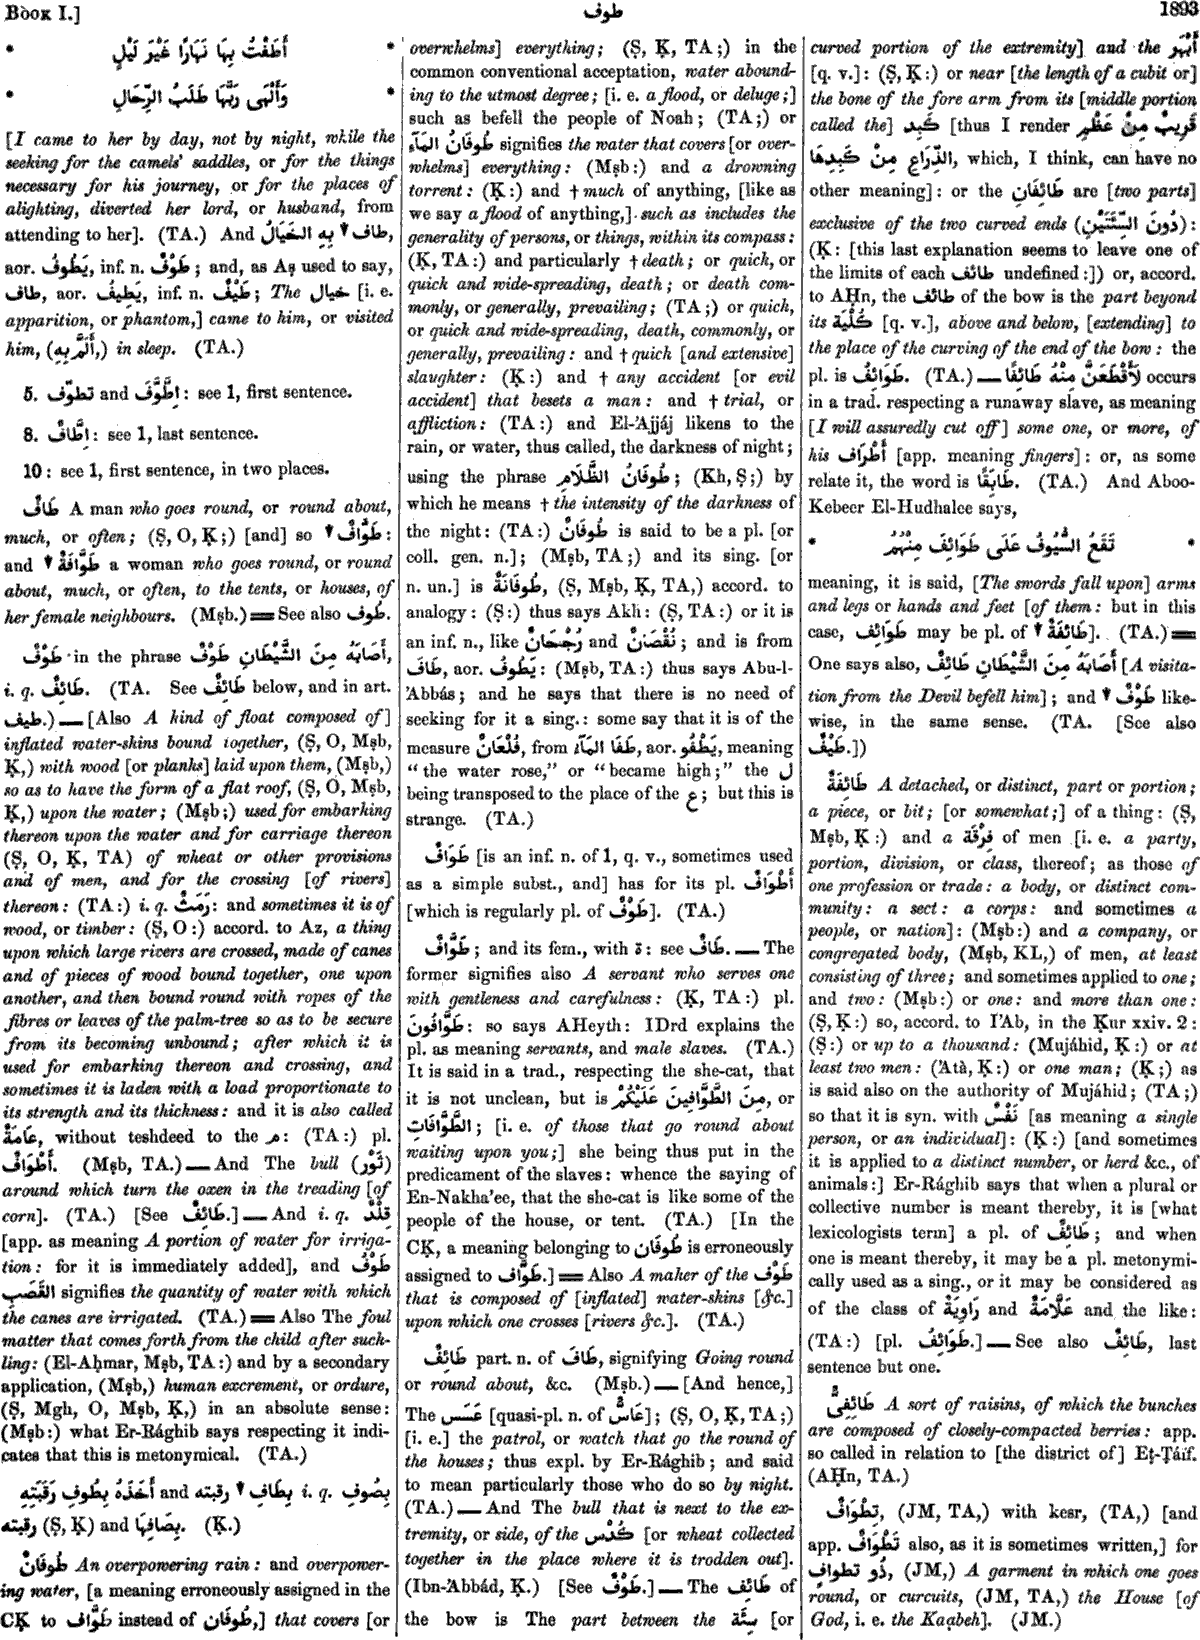 Book I.]
طوف
1893
* أَطَفْتُ بِهَا نَهَارًا غَيْرَ لَيْلٍ *
* وَأَلْهَى رَبَّهَا طَلَبُ الرِّحَالِ *
[I came to her by day, not by night, while the
seeking for the camels' saddles, or for the things
necessary for his journey, or for the places of
alighting, diverted her lord, or husband, from
attending to her]. (TA.) And طاف ↑ بِهِ الخَيَالُ,
aor. يَطُوفُ, inf. n. طَوْفٌ; and, as Aṣ used to say,
طاف, aor. يَطِيفُ, inf. n. طَيْفٌ; The خيال [i. e.
apparition, or phantom,] came to him, or visited
him, (أَلَمَّ بِهِ,) in sleep. (TA.)
5. تطوّف and اِطَّوَّفَ: see 1, first sentence.
8. اِطَّافَ: see 1, last sentence.
10: see 1, first sentence, in two places.
طَافٌ A man who goes round, or round about,
much, or often; (Ṣ, O, Ḳ;) [and] so ↑ طَوَّافٌ:
and ↑ طَوَّافَةٌ a woman who goes round, or round
about, much, or often, to the tents, or houses, of
her female neighbours. (Mṣb.) ═ See also طَوْف.
طَوْفٌ in the phrase أَصَابَهُ مِنَ الشَّيْطَانِ طَوْفٌ,
i. q. طَائِفٌ. (TA. See طَائِفٌ below, and in art.
طيف.) — [Also A kind of float composed of]
inflated water-skins bound together, (Ṣ, O, Mṣb,
Ḳ,) with wood [or planks] laid upon them, (Mṣb,)
so as to have the form of a flat roof, (Ṣ, O, Mṣb,
Ḳ,) upon the water; (Mṣb;) used for embarking
thereon upon the water and for carriage thereon
(Ṣ, O, Ḳ, TA) of wheat or other provisions
and of men, and for the crossing [of rivers]
thereon: (TA:) i. q. رَمَثٌ: and sometimes it is of
wood, or timber: (Ṣ, O:) accord. to Az, a thing
upon which large rivers are crossed, made of canes
and of pieces of wood bound together, one upon
another, and then bound round with ropes of the
fibres or leaves of the palm-tree so as to be secure
from its becoming unbound; after which it is
used for embarking thereon and crossing, and
sometimes it is laden with a load proportionate to
its strength and its thickness: and it is also called
عَامَةٌ, without teshdeed to the م: (TA:) pl.
أَطْوَافٌ. (Mṣb, TA.) — And The bull (ثَوْر)
around which turn the oxen in the treading [of
corn]. (TA.) [See طَائِفٌ.] — And i. q. قِلْدٌ
[app. as meaning A portion of water for irriga-
tion: for it is immediately added], and طَوْفُ
القَصَبِ signifies the quantity of water with which
the canes are irrigated. (TA.) ═ Also The foul
matter that comes forth from the child after suck-
ling: (El-Aḥmar, Mṣb, TA:) and by a secondary
application, (Mṣb,) human excrement, or ordure,
(Ṣ, Mgh, O, Mṣb, Ḳ,) in an absolute sense:
(Mṣb:) what Er-Rághib says respecting it indi-
cates that this is metonymical. (TA.)
أَخَذَهُ بِطُوفِ رَقَبَتِهِ and بِطَافِ ↑ رقبته i. q. بِصُوفِ
رقبته (Ṣ, Ḳ) and بِصَافِهَا. (Ḳ.)
طُوفَانٌ An overpowering rain: and overpower-
ing water, [a meaning erroneously assigned in the
CḲ to طَوَّاف instead of طُوفَان,] that covers [or
overwhelms] everything; (Ṣ, Ḳ, TA;) in the
common conventional acceptation, water abound-
ing to the utmost degree; [i. e. a flood, or deluge;]
such as befell the people of Noah; (TA;) or
طُوفَانُ المَآءِ signifies the water that covers [or over-
whelms] everything: (Mṣb:) and a drowning
torrent: (Ḳ:) and † much of anything, [like as
we say a flood of anything,] such as includes the
generality of persons, or things, within its compass:
(Ḳ, TA:) and particularly † death; or quick, or
quick and wide-spreading, death; or death com-
monly, or generally, prevailing; (TA;) or quick,
or quick and wide-spreading, death, commonly, or
generally, prevailing: and † quick [and extensive]
slaughter: (Ḳ:) and † any accident [or evil
accident] that besets a man: and † trial, or
affliction: (TA:) and El-'Ajjáj likens to the
rain, or water, thus called, the darkness of night;
using the phrase طُوفَانُ الظَّلَامِ; (Kh, Ṣ;) by
which he means † the intensity of the darkness of
the night: (TA:) طُوفَانٌ is said to be a pl. [or
coll. gen. n.]; (Mṣb, TA;) and its sing. [or
n. un.] is طُوفَانَةٌ, (Ṣ, Mṣb, Ḳ, TA,) accord. to
analogy: (Ṣ:) thus says Akh: (Ṣ, TA:) or it is
an inf. n., like رُجْحَانٌ and نُقْصَانٌ; and is from
طَافَ, aor. يَطُوفُ: (Mṣb, TA:) thus says Abu-l-
'Abbás; and he says that there is no need of
seeking for it a sing.: some say that it is of the
measure فُلْعَانٌ, from طَفَا المَآءُ, aor. يَطْفُو, meaning
"the water rose," or "became high;" the ل
being transposed to the place of the ع; but this is
strange. (TA.)
طَوَافٌ [is an inf. n. of 1, q. v., sometimes used
as a simple subst., and] has for its pl. أَطْوَافٌ
[which is regularly pl. of طَوْفٌ]. (TA.)
طَوَّافٌ; and its fem., with ة: see طَافٌ. — The
former signifies also A servant who serves one
with gentleness and carefulness: (Ḳ, TA:) pl.
طَوَّافُونَ: so says AHeyth: IDrd explains the
pl. as meaning servants, and male slaves. (TA.)
It is said in a trad., respecting the she-cat, that
it is not unclean, but is مِنَ الطَّوَّافِينَ عَلَيْكُمْ, or
الطَّوَّافَاتِ; [i. e. of those that go round about
waiting upon you;] she being thus put in the
predicament of the slaves: whence the saying of
En-Nakha'ee, that the she-cat is like some of the
people of the house, or tent. (TA.) [In the
CḲ, a meaning belonging to طُوفَان is erroneously
assigned to طَوَّاف.] ═ Also A maker of the طَوْف
that is composed of [inflated] water-skins [&c.]
upon which one crosses [rivers &c.]. (TA.)
طَائِفٌ part. n. of طَافَ, signifying Going round
or round about, &c. (Mṣb.) — [And hence,]
The عَسَس [quasi-pl. n. of عَاسٌّ]; (Ṣ, O, Ḳ, TA;)
[i. e.] the patrol, or watch that go the round of
the houses; thus expl. by Er-Rághib; and said
to mean particularly those who do so by night.
(TA.) — And The bull that is next to the ex-
tremity, or side, of the كُدْس [or wheat collected
together in the place where it is trodden out].
(Ibn-'Abbád, Ḳ.) [See طَوْفٌ.] — The طَائِف of
the bow is The part between the سِئَة [or
curved portion of the extremity] and the أَبْهَر
[q. v.]: (Ṣ, Ḳ:) or near [the length of a cubit or]
the bone of the fore arm from its [middle portion
called the] كَبِد [thus I render قَرِيبٌ مِنْ عَظْمِ
الذِّرَاعِ مِنْ كَبِدِهَا, which, I think, can have no
other meaning]: or the طَائِفَانِ are [two parts]
exclusive of the two curved ends (دُونَ السِّئَتَيْنِ):
(Ḳ: [this last explanation seems to leave one of
the limits of each طائف undefined:]) or, accord.
to AḤn, the طائف of the bow is the part beyond
its كُلْيَة [q. v.], above and below, [extending] to
the place of the curving of the end of the bow: the
pl. is طَوَائِفُ. (TA.) — لَأَقْطَعَنَّ مِنْهُ طَائِفًا occurs
in a trad. respecting a runaway slave, as meaning
[I will assuredly cut off] some one, or more, of
his أَطْرَاف [app. meaning fingers]: or, as some
relate it, the word is طَابَقًا. (TA.) And Aboo-
Kebeer El-Hudhalee says,
* تَقَعُ السُّيُوفُ عَلَى طَوَائِفَ مِنْهُمُ *
meaning, it is said, [The swords fall upon] arms
and legs or hands and feet [of them: but in this
case, طَوَائِف may be pl. of ↑ طَائِفَةٌ]. (TA.) ═
One says also, أَصَابَهُ مِنَ الشَّيْطَانِ طَائِفٌ [A visita-
tion from the Devil befell him]; and ↑ طَوْفٌ like-
wise, in the same sense. (TA. [See also
طَيْفٌ.])
طَائِفَةٌ A detached, or distinct, part or portion;
a piece, or bit; [or somewhat;] of a thing: (Ṣ,
Mṣb, Ḳ:) and a فِرْقَة of men [i. e. a party,
portion, division, or class, thereof; as those of
one profession or trade: a body, or distinct com-
munity: a sect: a corps: and sometimes a
people, or nation]: (Mṣb:) and a company, or
congregated body, (Mṣb, KL,) of men, at least
consisting of three; and sometimes applied to one;
and two: (Mṣb:) or one: and more than one:
(Ṣ, Ḳ:) so, accord. to I'Ab, in the Ḳur xxiv. 2:
(Ṣ:) or up to a thousand: (Mujáhid, Ḳ:) or at
least two men: ('Atà, Ḳ:) or one man; (Ḳ;) as
is said also on the authority of Mujáhid; (TA;)
so that it is syn. with نَفْسٌ [as meaning a single
person, or an individual]: (Ḳ:) [and sometimes
it is applied to a distinct number, or herd &c., of
animals:] Er-Rághib says that when a plural or
collective number is meant thereby, it is [what
lexicologists term] a pl. of طَائِفٌ; and when
one is meant thereby, it may be a pl. metonymi-
cally used as a sing., or it may be considered as
of the class of رَاوِيَةٌ and عَلَّامَةٌ and the like:
(TA:) [pl. طَوَائِفُ.] — See also طَائِفٌ, last
sentence but one.
طَائِفِىٌّ A sort of raisins, of which the bunches
are composed of closely-compacted berries: app.
so called in relation to [the district of] Eṭ-Ṭáïf.
(AḤn, TA.)
تِطْوَافٌ, (JM, TA,) with kesr, (TA,) [and
app. تَطْوَافٌ also, as it is sometimes written,] for
ذُو تطوافٍ, (JM,) A garment in which one goes
round, or curcuits, (JM, TA,) the House [of
God, i. e. the Kaạbeh]. (JM.)